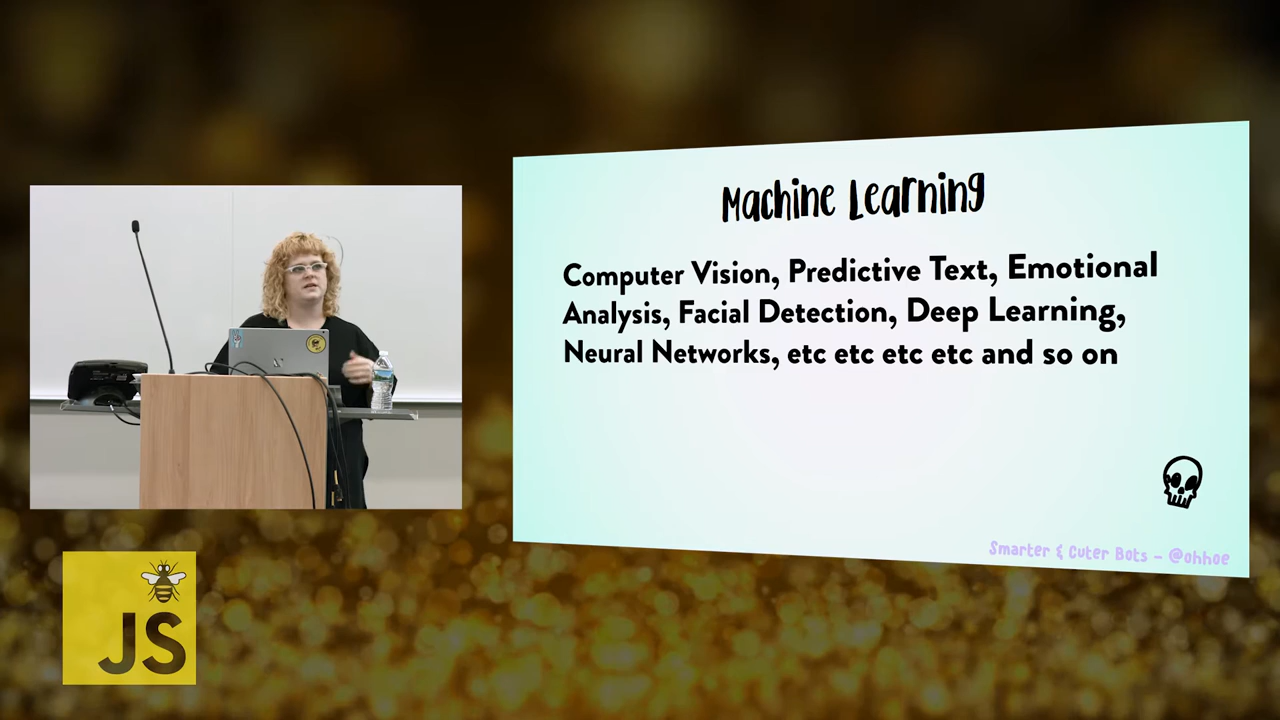 Machine Learning
Computer Vision, Predictive Text, Emotional
Analysis, Facial Detection, Deep Learning,
Neural Networks, etc etc etc etc and so on
Smarter & Cuter Bots - @ohhoe
JS